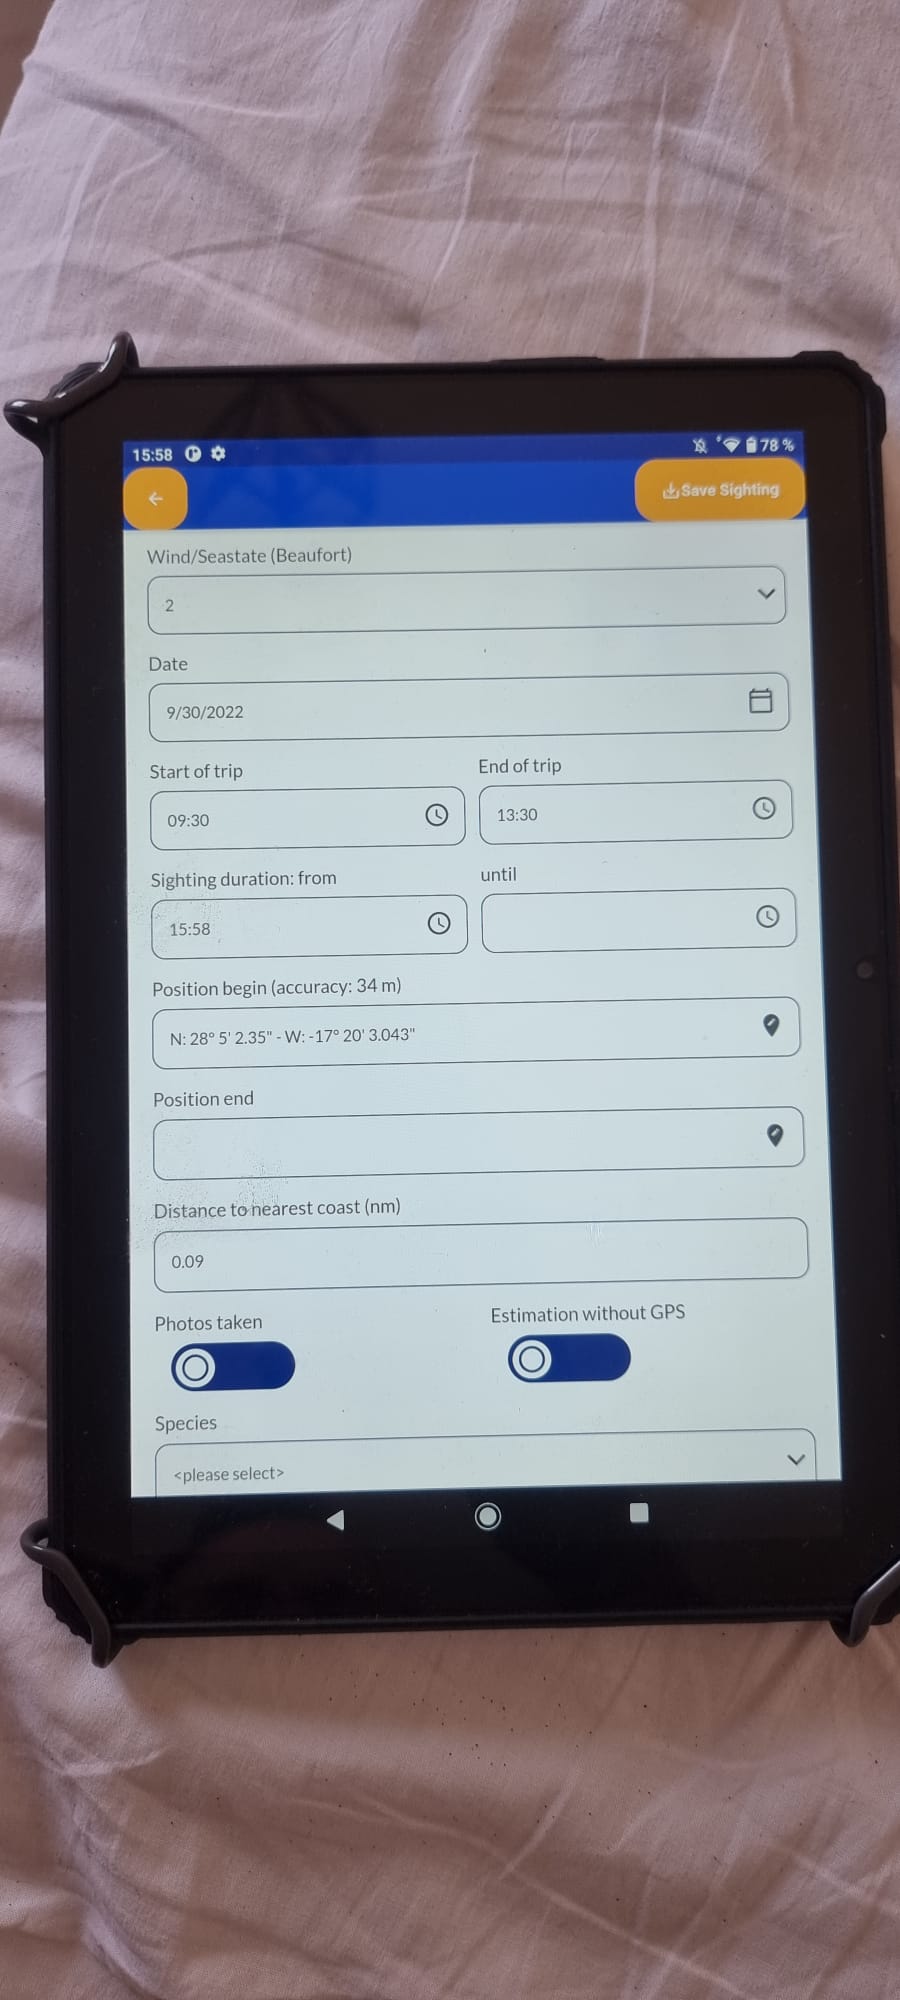 15:58 78 %
Save Sighting
Wind/Seastate (Beaufort)
2
Date
9/30/2022
Start of trip End of trip
09:30 13:30
Sighting duration: from until
15:58
Position begin (accuracy: 34 m)
N: 28° 5' 2.35" - W: -17° 20' 3.043"
Position end
Distance to nearest coast (nm)
0.09
Photos taken Estimation without GPS
Species
<please select>